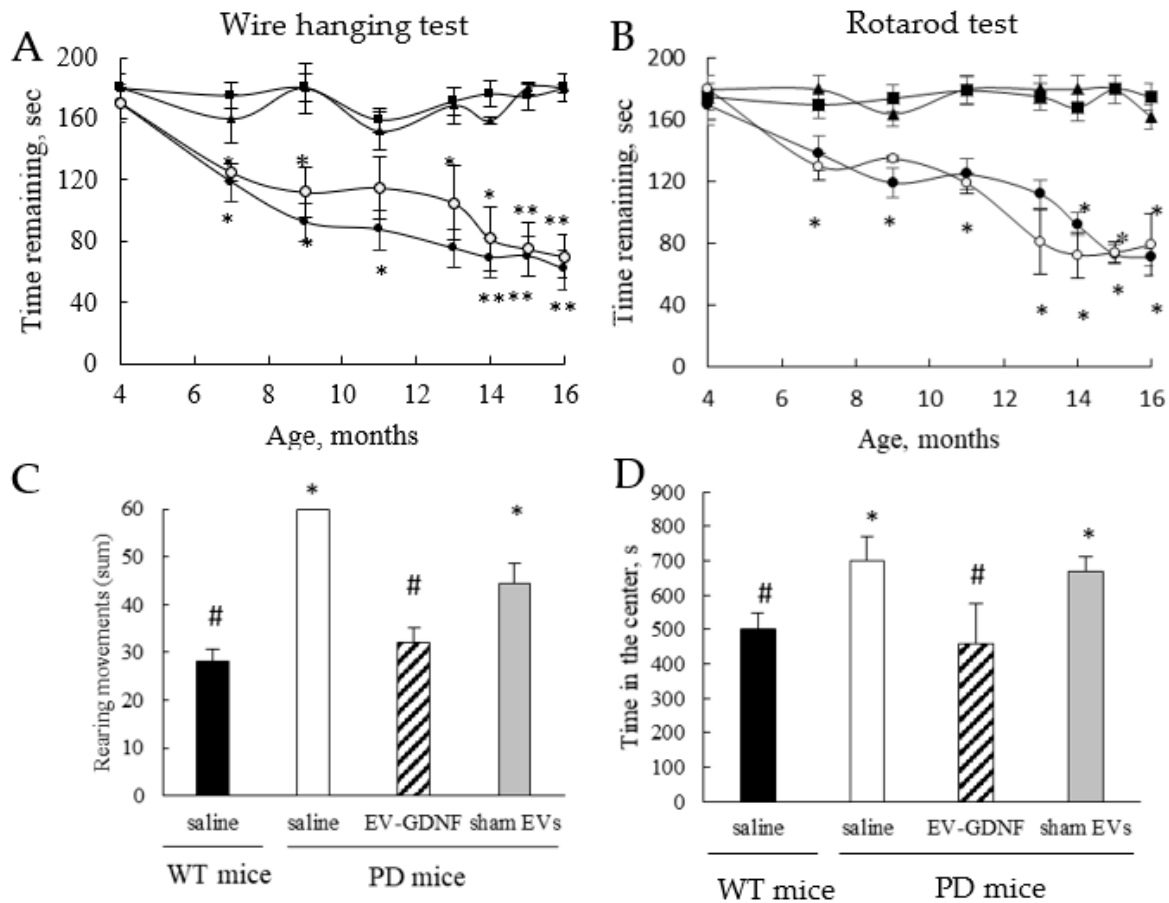 A
Wire hanging test
Time remaining, sec
200
160
120
80
40
0
* * * * ** **
* * * ** ** **
4 6 8 10 12 14 16
Age, months
B
Rotarod test
Time remaining, sec
200
160
120
80
40
0
* * *
* * * * * * *
4 6 8 10 12 14 16
Age, months
C
Rearing movements (sum)
60
50
40
30
20
10
0
# * # *
saline saline EV-GDNF sham EVs
WT mice PD mice
D
Time in the center, s
900
800
700
600
500
400
300
200
100
0
# * # *
saline saline EV-GDNF sham EVs
WT mice PD mice